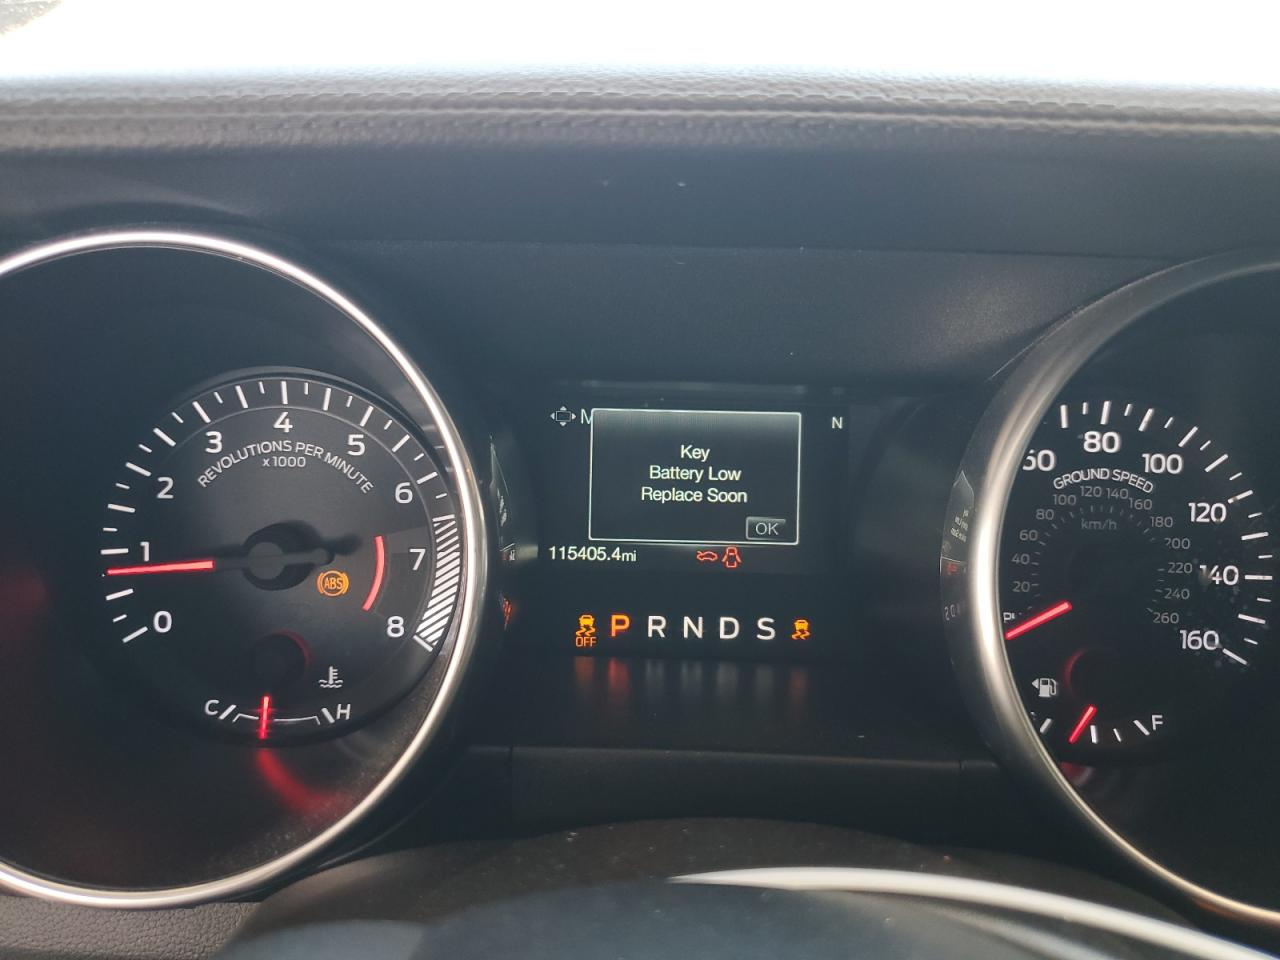 4
3
5
REVOLUTIONS PER MINUTE
x1000
2
6
1
7
ABS
0
8
C
H
M
N
Key
Battery Low
Replace Soon
OK
115405.4mi
OFF
P R N D S
80
60
100
GROUND SPEED
120
100 120 140 160
80
180
km/h
60
200
40
220
140
20
240
260
160
F